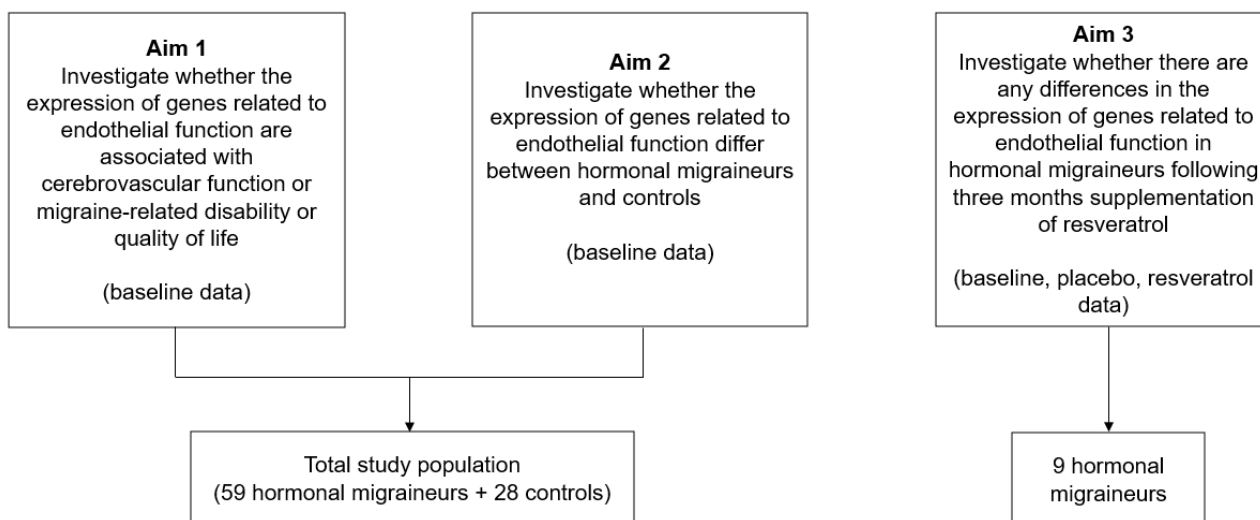 Aim 1
Investigate whether the
expression of genes related to
endothelial function are
associated with
cerebrovascular function or
migraine-related disability or
quality of life
(baseline data)
Aim 2
Investigate whether the
expression of genes related to
endothelial function differ
between hormonal migraineurs
and controls
(baseline data)
Aim 3
Investigate whether there are
any differences in the
expression of genes related to
endothelial function in
hormonal migraineurs following
three months supplementation
of resveratrol
(baseline, placebo, resveratrol
data)
Total study population
(59 hormonal migraineurs + 28 controls)
9 hormonal
migraineurs